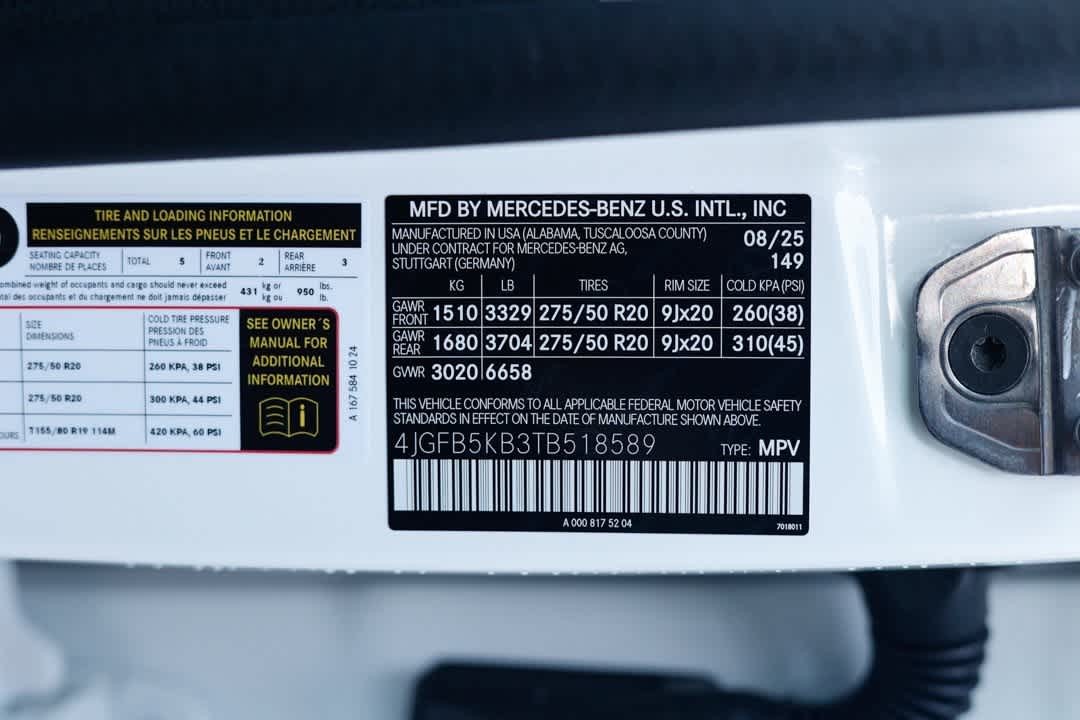 TIRE AND LOADING INFORMATION
RENSEIGNEMENTS SUR LES PNEUS ET LE CHARGEMENT
SEATING CAPACITY
NOMBRE DE PLACES
TOTAL 5
FRONT
AVANT
2
REAR
ARRIÈRE
3
combined weight of occupants and cargo should never exceed
total des occupants et du chargement ne doit jamais dépasser
431 kg or
kg ou
950 lbs.
lb.
SIZE
DIMENSIONS
COLD TIRE PRESSURE
PRESSION DES
PNEUS À FROID
275/50 R20 260 KPA, 38 PSI
275/50 R20 300 KPA, 44 PSI
T155/80 R19 114M 420 KPA, 60 PSI
SEE OWNER´S
MANUAL FOR
ADDITIONAL
INFORMATION
A 167 584 10 24
MFD BY MERCEDES-BENZ U.S. INTL., INC
MANUFACTURED IN USA (ALABAMA, TUSCALOOSA COUNTY)
UNDER CONTRACT FOR MERCEDES-BENZ AG,
STUTTGART (GERMANY)
08/25
149
KG LB TIRES RIM SIZE COLD KPA (PSI)
GAWR
FRONT 1510 3329 275/50 R20 9Jx20 260(38)
GAWR
REAR 1680 3704 275/50 R20 9Jx20 310(45)
GVWR 3020 6658
THIS VEHICLE CONFORMS TO ALL APPLICABLE FEDERAL MOTOR VEHICLE SAFETY
STANDARDS IN EFFECT ON THE DATE OF MANUFACTURE SHOWN ABOVE.
4JGFB5KB3TB518589 TYPE: MPV
A 000 817 52 04
7018011